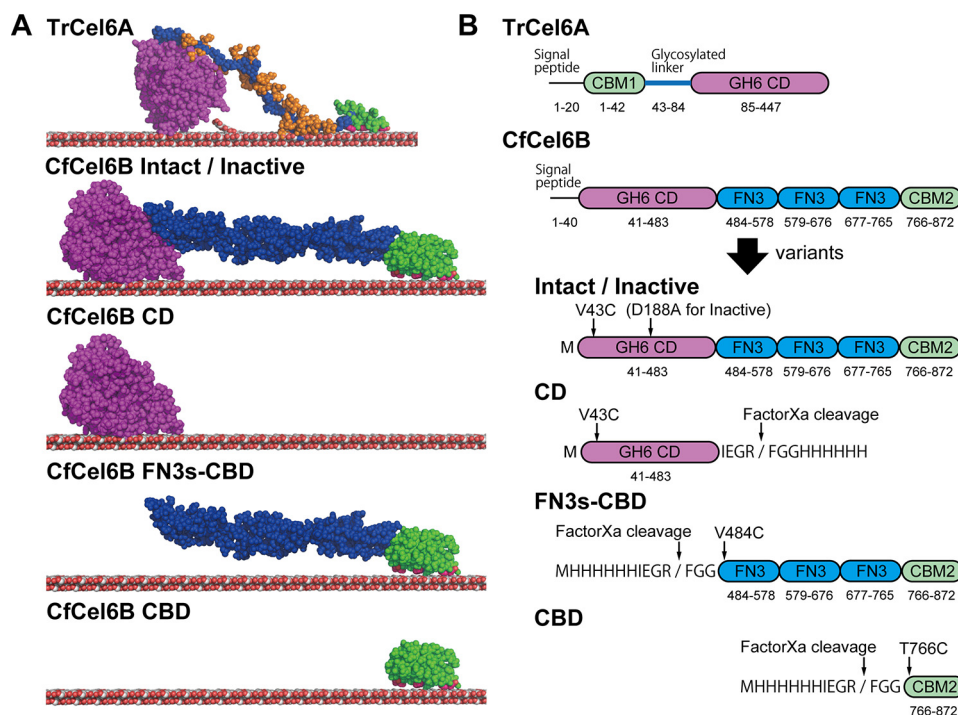 A
TrCel6A
CfCel6B Intact / Inactive
CfCel6B CD
CfCel6B FN3s-CBD
CfCel6B CBD
B
TrCel6A
Signal
peptide
Glycosylated
linker
CBM1
GH6 CD
1-20
1-42
43-84
85-447
CfCel6B
Signal
peptide
GH6 CD
FN3
FN3
FN3
CBM2
1-40
41-483
484-578
579-676
677-765
766-872
variants
Intact / Inactive
V43C
(D188A for Inactive)
M
GH6 CD
FN3
FN3
FN3
CBM2
41-483
484-578
579-676
677-765
766-872
CD
V43C
FactorXa cleavage
M
GH6 CD
IEGR / FGGHHHHHH
41-483
FN3s-CBD
FactorXa cleavage
V484C
MHHHHHHIEGR / FGG
FN3
FN3
FN3
CBM2
484-578
579-676
677-765
766-872
CBD
FactorXa cleavage
T766C
MHHHHHHIEGR / FGG
CBM2
766-872